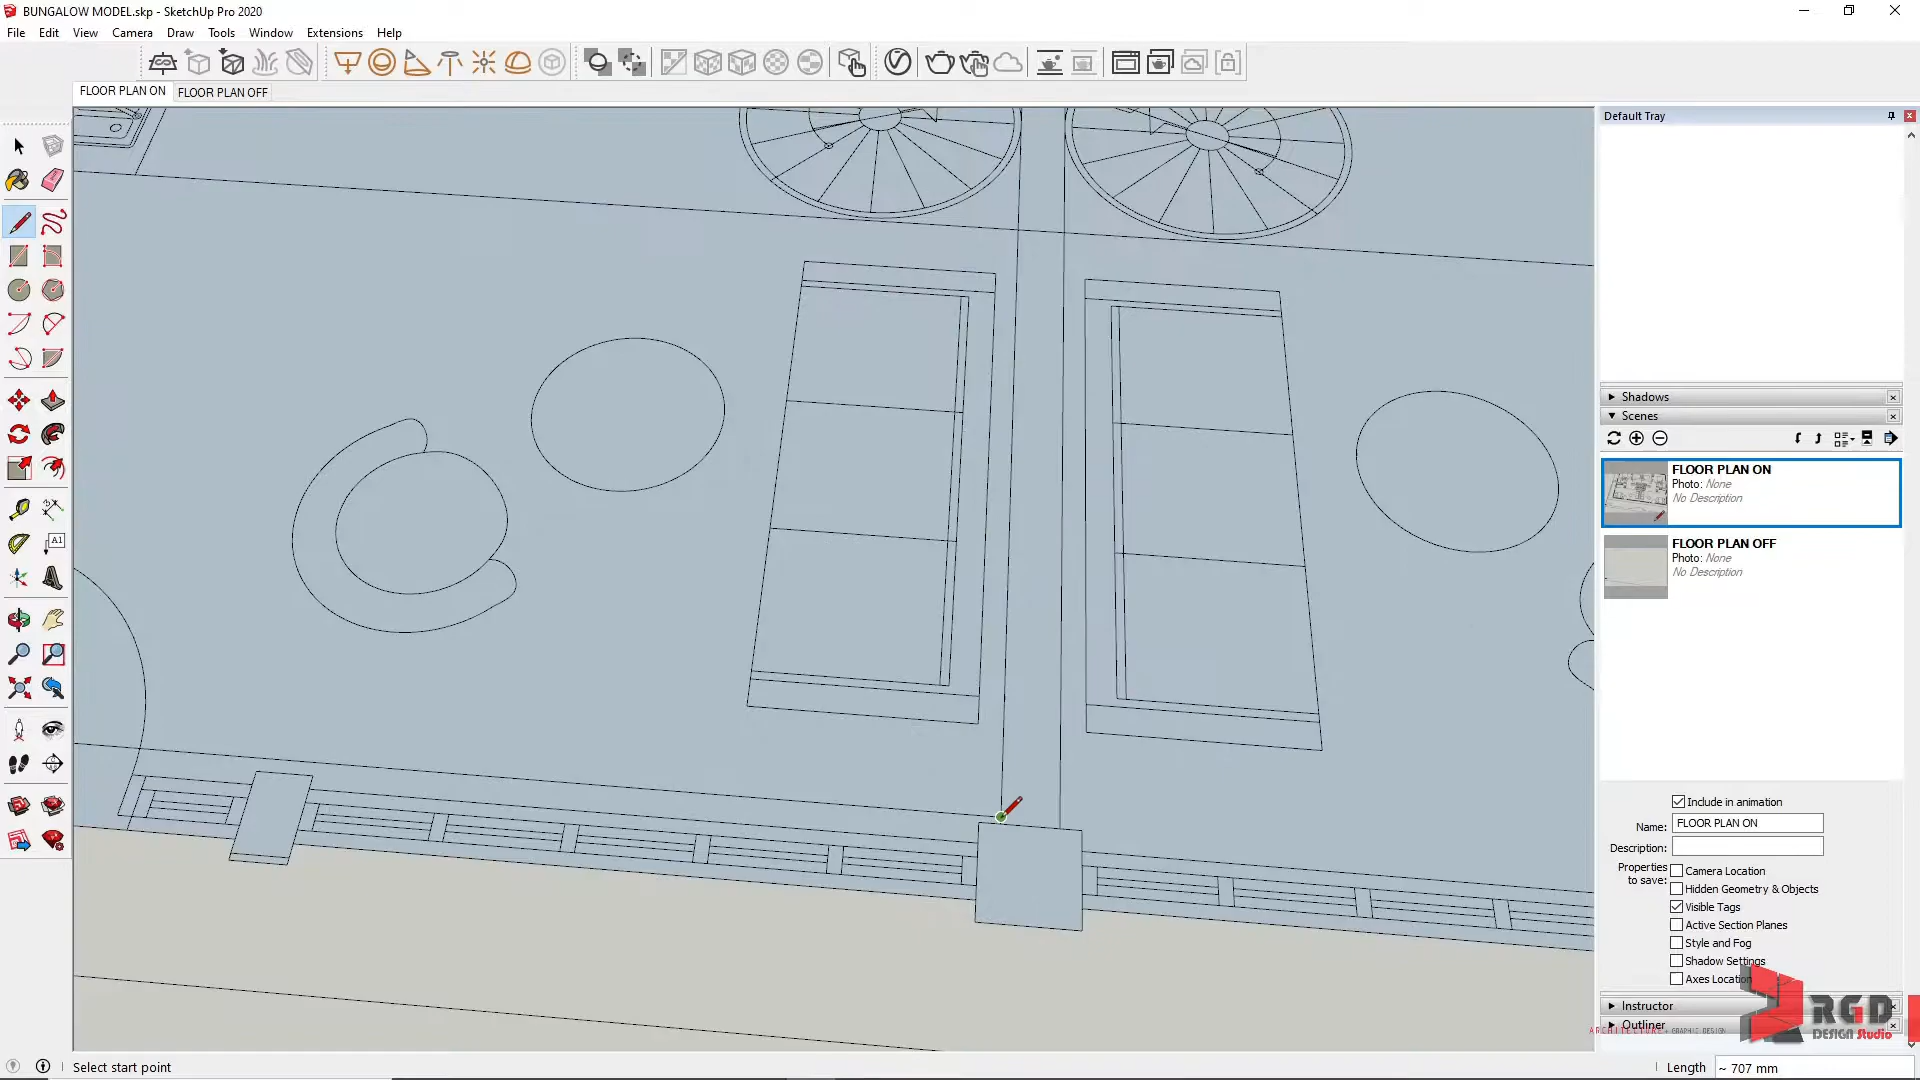 BUNGALOW MODEL.skp - SketchUp Pro 2020
File Edit View Camera Draw Tools Window Extensions Help
FLOOR PLAN ON FLOOR PLAN OFF
Default Tray
A1
Shadows
Scenes
FLOOR PLAN ON
Photo: None
No Description
FLOOR PLAN OFF
Photo: None
No Description
Include in animation
Name: FLOOR PLAN ON
Description:
Properties to save:
Camera Location
Hidden Geometry & Objects
Visible Tags
Active Section Planes
Style and Fog
Shadow Settings
Axes Location
Instructor
Outliner
RGD
DESIGN Studio
ARCHITECTURE + GRAPHIC DESIGN
Select start point
Length ~ 707 mm